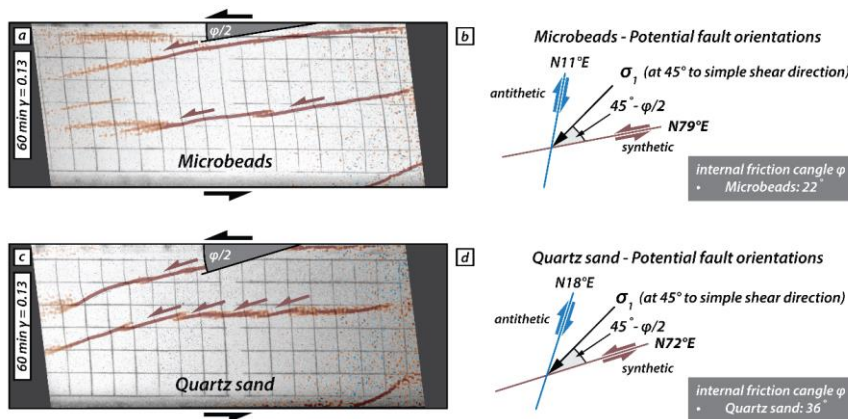 a
φ/2
60 min γ = 0.13
Microbeads
b
Microbeads - Potential fault orientations
N11°E
σ1 (at 45° to simple shear direction)
antithetic
45°- φ/2
N79°E
synthetic
internal friction cangle φ
• Microbeads: 22°
c
φ/2
60 min γ = 0.13
Quartz sand
d
Quartz sand - Potential fault orientations
N18°E
σ1 (at 45° to simple shear direction)
antithetic
45°- φ/2
N72°E
synthetic
internal friction cangle φ
• Quartz sand: 36°